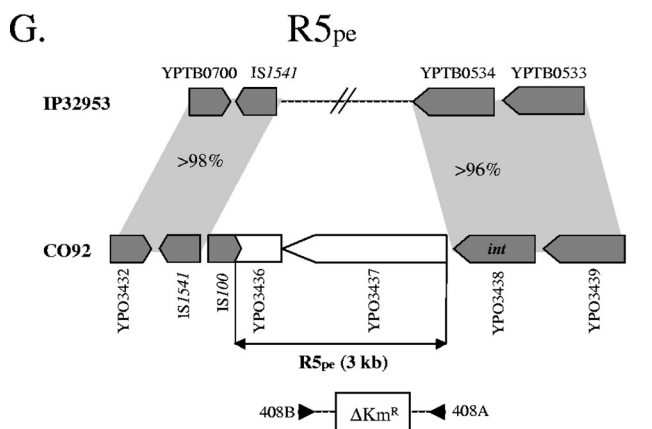 G.
R5pe
YPTB0700 IS1541 YPTB0534 YPTB0533
IP32953
>98%
>96%
CO92
int
YPO3432 IS1541 IS100 YPO3436 YPO3437 YPO3438 YPO3439
R5pe (3 kb)
408B ΔKmR 408A